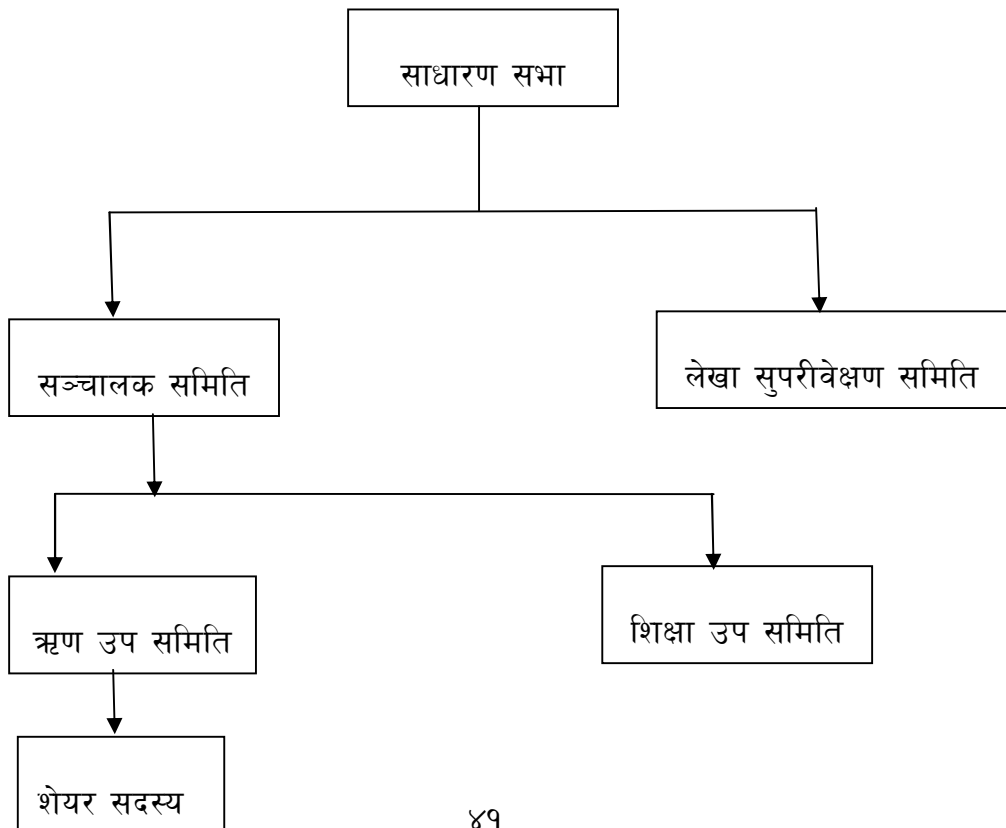 साधारण सभा
सञ्चालक समिति
लेखा सुपरीवेक्षण समिति
ऋण उप समिति
शिक्षा उप समिति
शेयर सदस्य
४१